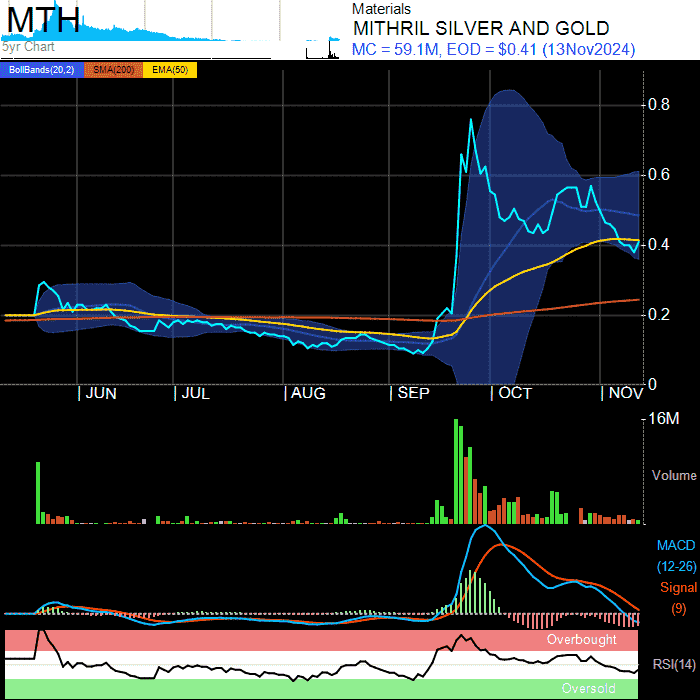 MTH
5yr Chart
Materials
MITHRIL SILVER AND GOLD
MC = 59.1M, EOD = $0.41 (13Nov2024)
BollBands(20,2) SMA(200) EMA(50)
0.8
0.6
0.4
0.2
0
JUN JUL AUG SEP OCT NOV
16M
Volume
MACD
(12-26)
Signal
(9)
Overbought
RSI(14)
Oversold